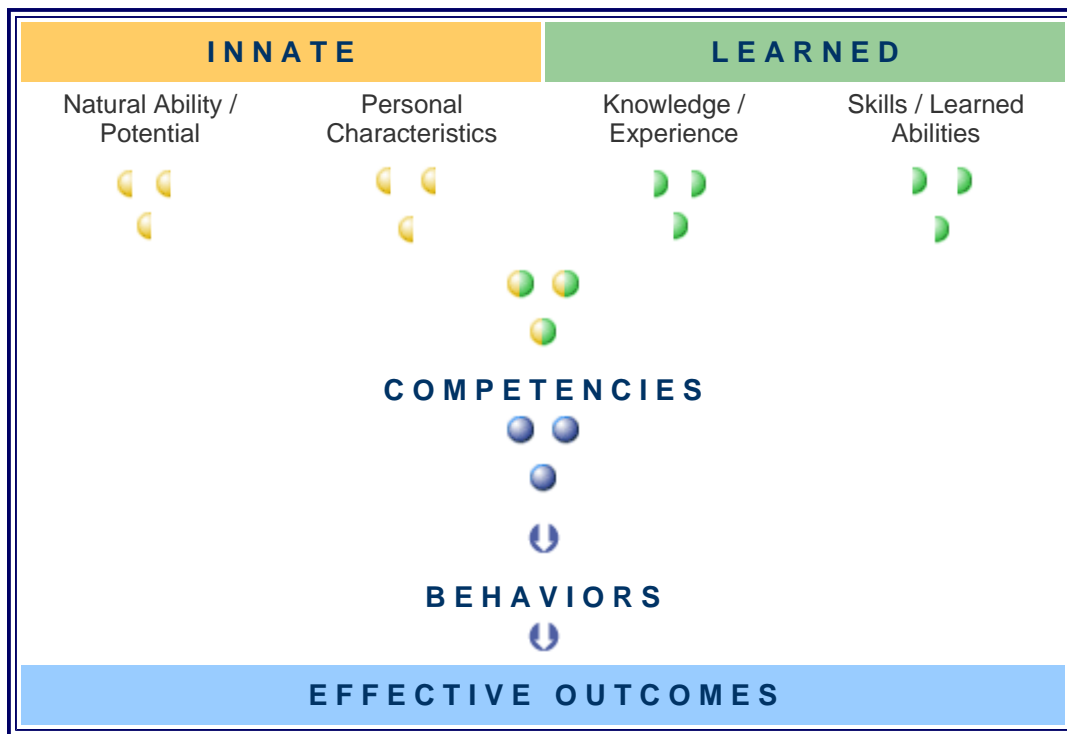 INNATE LEARNED
Natural Ability /
Potential
Personal
Characteristics
Knowledge /
Experience
Skills / Learned
Abilities
COMPETENCIES
BEHAVIORS
EFFECTIVE OUTCOMES